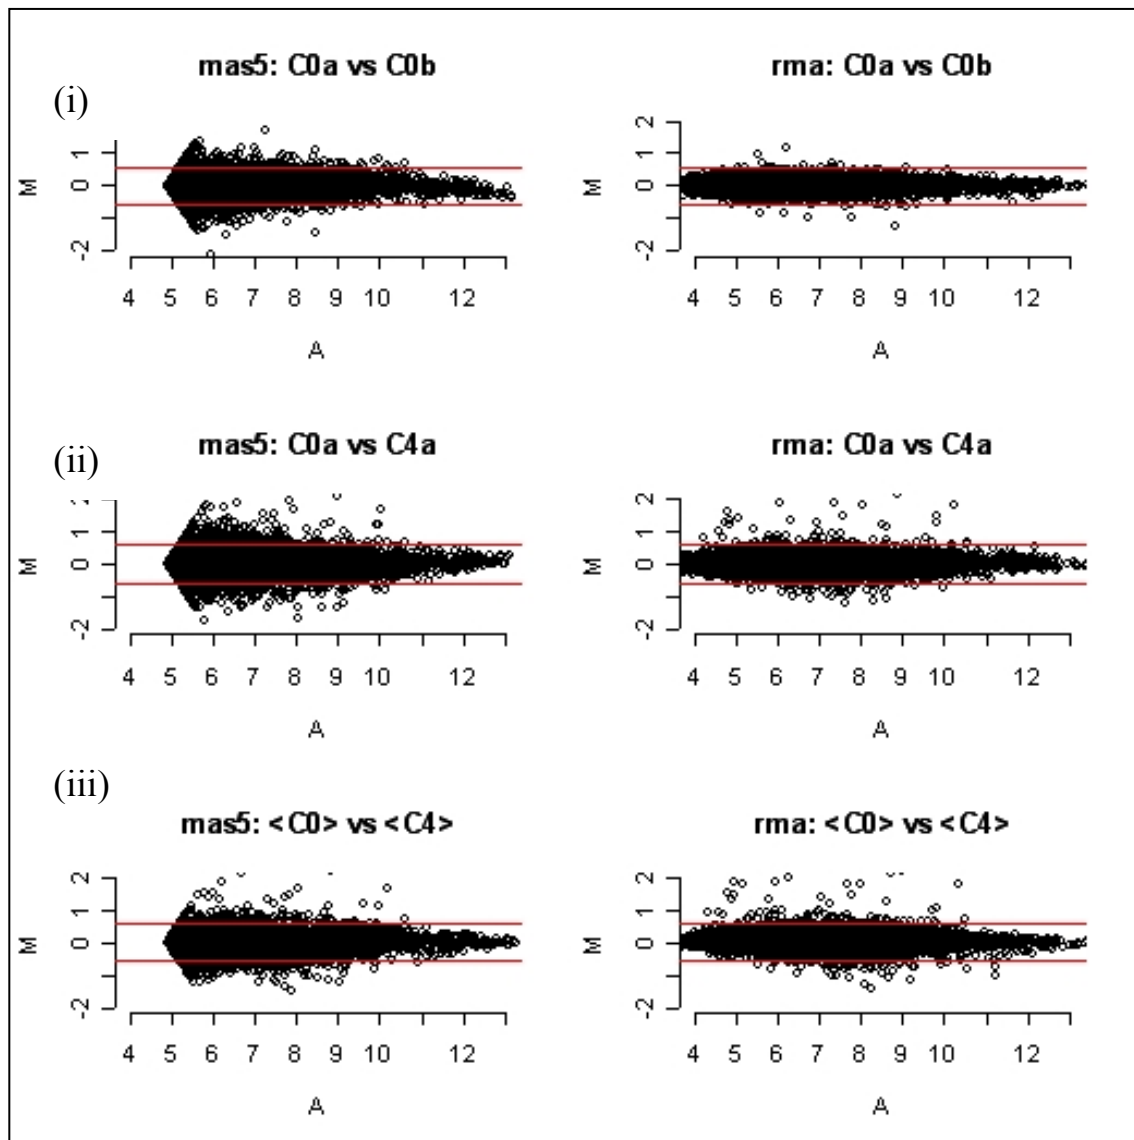 mas5: C0a vs C0b
rma: C0a vs C0b
(i)
M
1
0
-2
4 5 6 7 8 9 10 12
A
M
2
1
0
-2
4 5 6 7 8 9 10 12
A
mas5: C0a vs C4a
rma: C0a vs C4a
(ii)
M
1
0
-2
4 5 6 7 8 9 10 12
A
M
2
1
0
-2
4 5 6 7 8 9 10 12
A
(iii)
mas5: <C0> vs <C4>
rma: <C0> vs <C4>
M
2
1
0
-2
4 5 6 7 8 9 10 12
A
M
2
1
0
-2
4 5 6 7 8 9 10 12
A